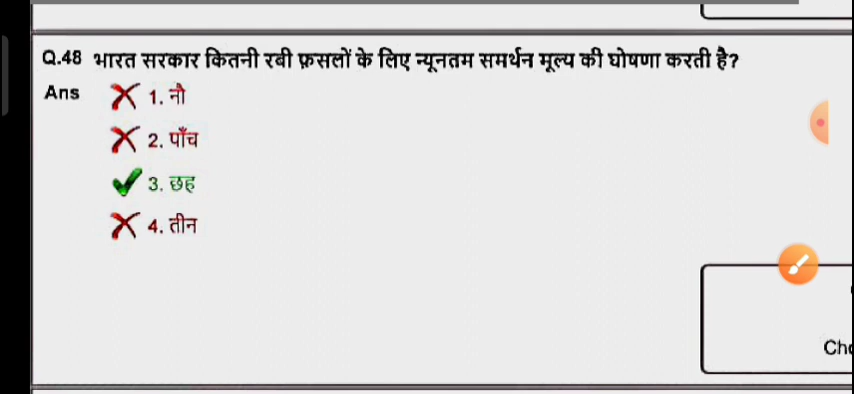 Q.48 भारत सरकार कितनी रबी फ़सलों के लिए न्यूनतम समर्थन मूल्य की घोषणा करती है?
Ans 1. नौ
2. पाँच
3. छह
4. तीन